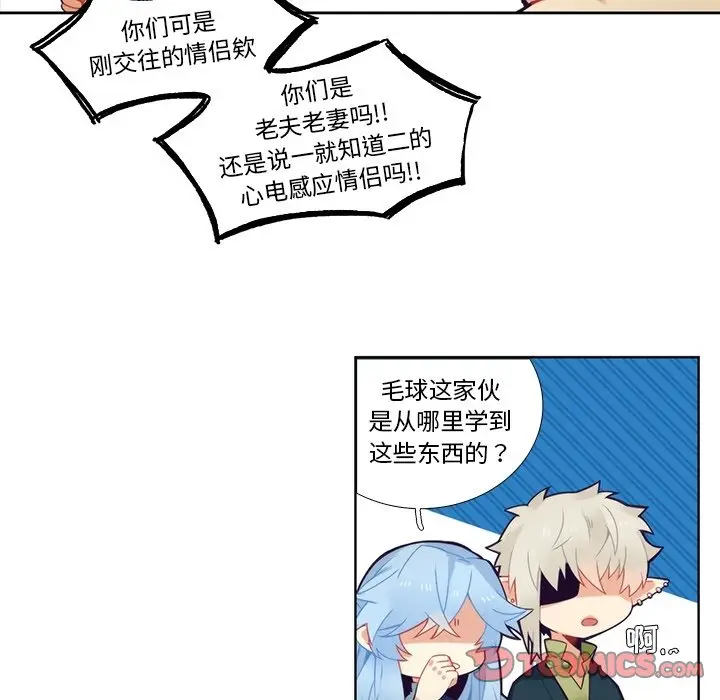 你们可是
刚交往的情侣欸
你们是
老夫老妻吗!!
还是说一就知道二的
心电感应情侣吗!!
毛球这家伙
是从哪里学到
这些东西的？
啊...
TOOMICS.COM